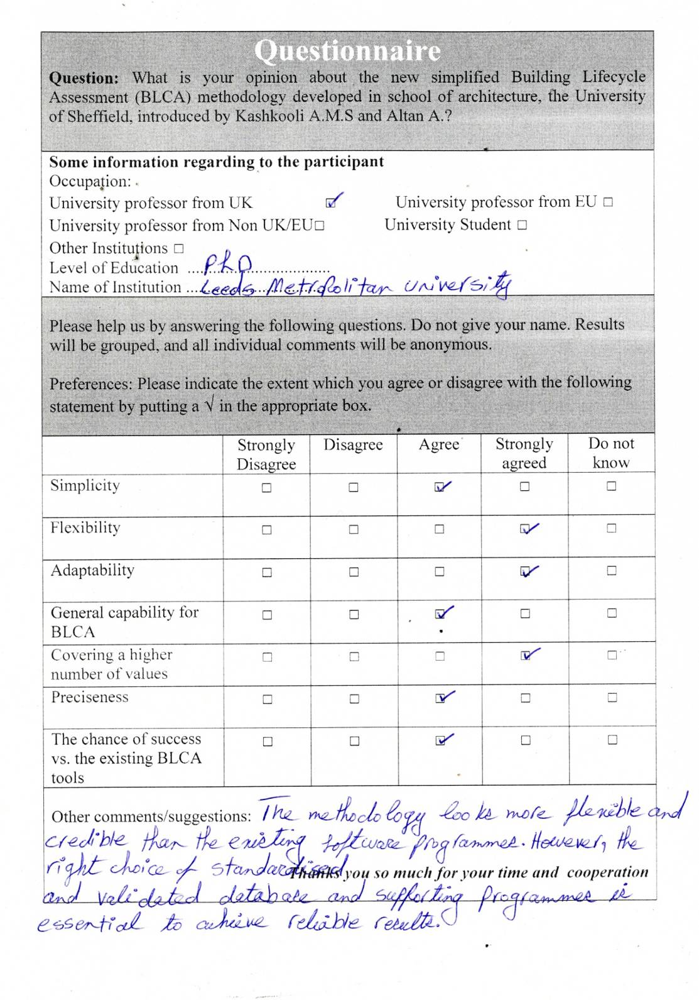 Questionnaire
Question: What is your opinion about the new simplified Building Lifecycle
Assessment (BLCA) methodology developed in school of architecture, the University
of Sheffield, introduced by Kashkooli A.M.S and Altan A.?
Some information regarding to the participant
Occupation:
University professor from UK ☑ University professor from EU □
University professor from Non UK/EU□ University Student □
Other Institutions □
Level of Education ....PhD......................
Name of Institution ...Leeds Metropolitan University
Please help us by answering the following questions. Do not give your name. Results
will be grouped, and all individual comments will be anonymous.
Preferences: Please indicate the extent which you agree or disagree with the following
statement by putting a √ in the appropriate box.
Strongly Disagree Agree Strongly Do not
Disagree agreed know
Simplicity □ □ ☑ □ □
Flexibility □ □ □ ☑ □
Adaptability □ □ □ ☑ □
General capability for □ □ ☑ □ □
BLCA
Covering a higher □ □ □ ☑ □
number of values
Preciseness □ □ ☑ □ □
The chance of success □ □ ☑ □ □
vs. the existing BLCA
tools
Other comments/suggestions: The methodology looks more flexible and
credible than the existing software programmes. However, the
right choice of standardised
Thanks you so much for your time and cooperation
and validated database and supporting programmes is
essential to achieve reliable results.